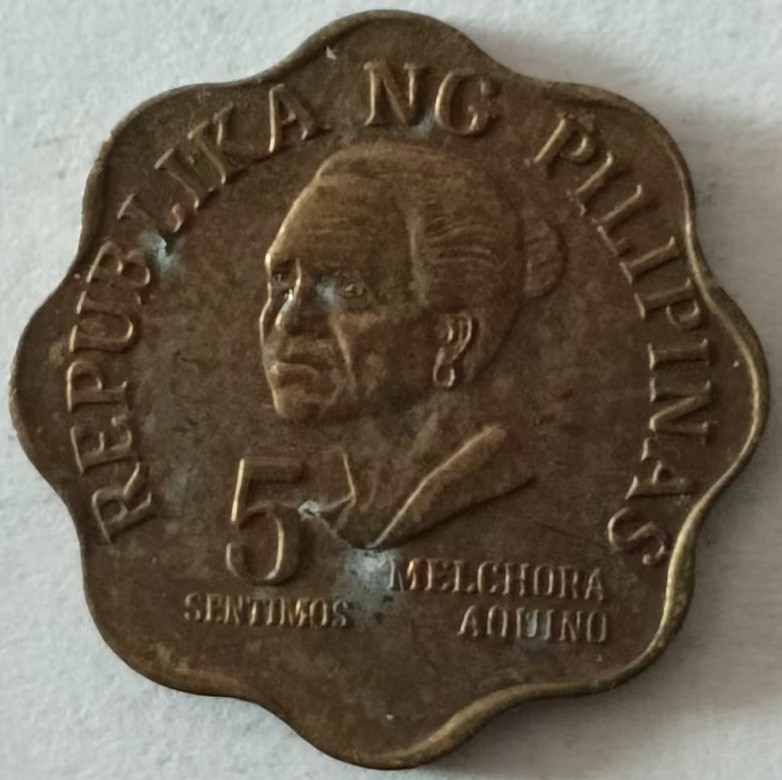 REPUBLIKA NG PILIPINAS
5
SENTIMOS
MELCHORA
AQUINO